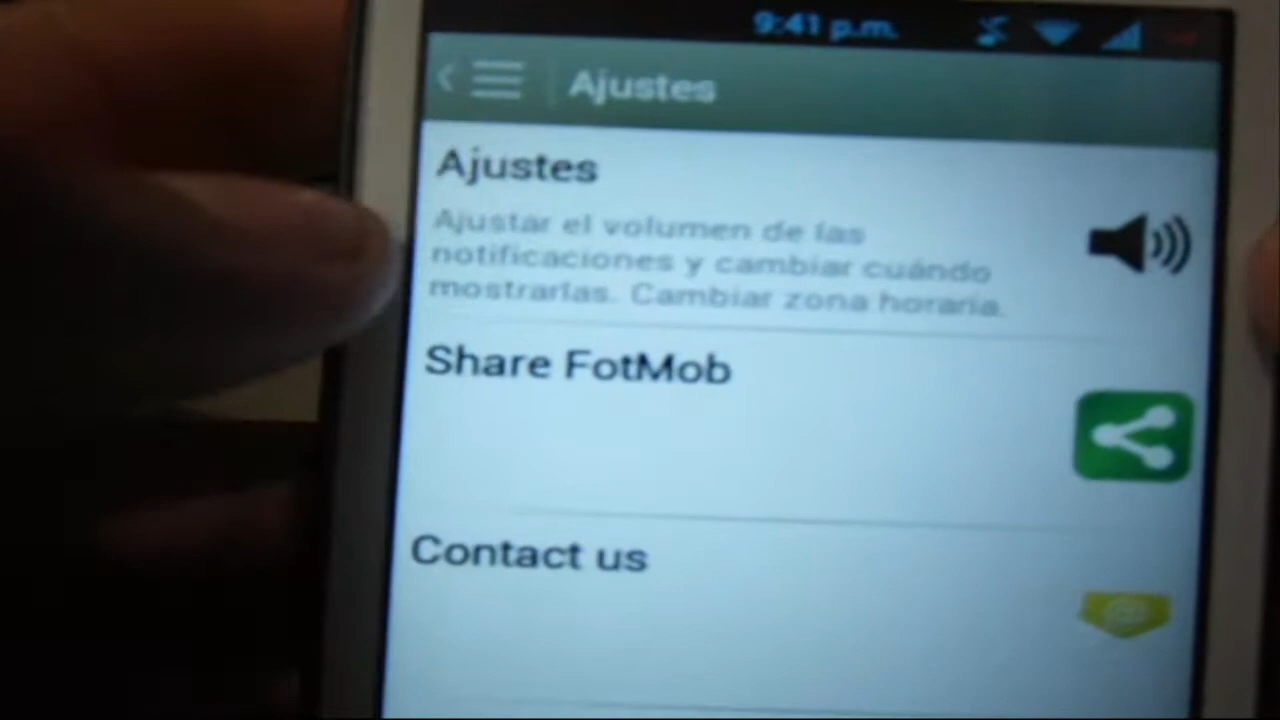 9:41 p.m.
Ajustes
Ajustes
Ajustar el volumen de las
notificaciones y cambiar cuándo
mostrarlas. Cambiar zona horaria.
Share FotMob
Contact us
@